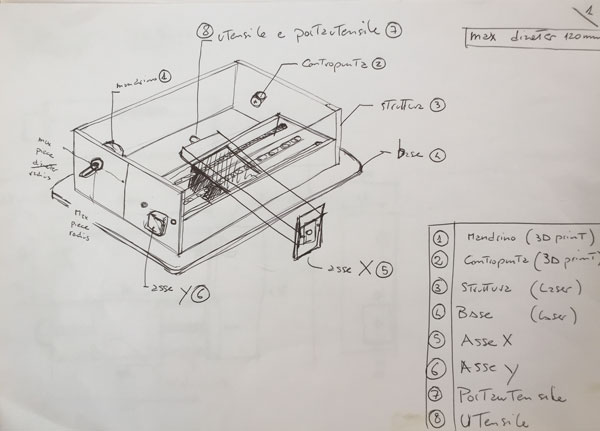 1
8 utensile e portautensile 7
max diameter 120mm
mandrino 1
Contropunta 2
struttura 3
max
piece
diameter
radius
base 4
Max
piece
radius
asse X 5
asse Y 6
1 Mandrino (3D print)
2 Contropunta (3D print)
3 Struttura (Laser)
4 Base (Laser)
5 Asse X
6 Asse Y
7 Portautensile
8 Utensile